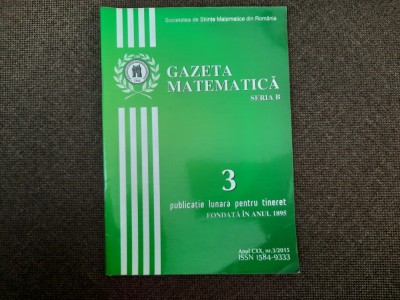 Societatea de Științe Matematice din România
GAZETA
MATEMATICĂ
SERIA B
3
publicație lunară pentru tineret
FONDATĂ ÎN ANUL 1895
Anul CXX, nr.3/2015
ISSN 1584-9333